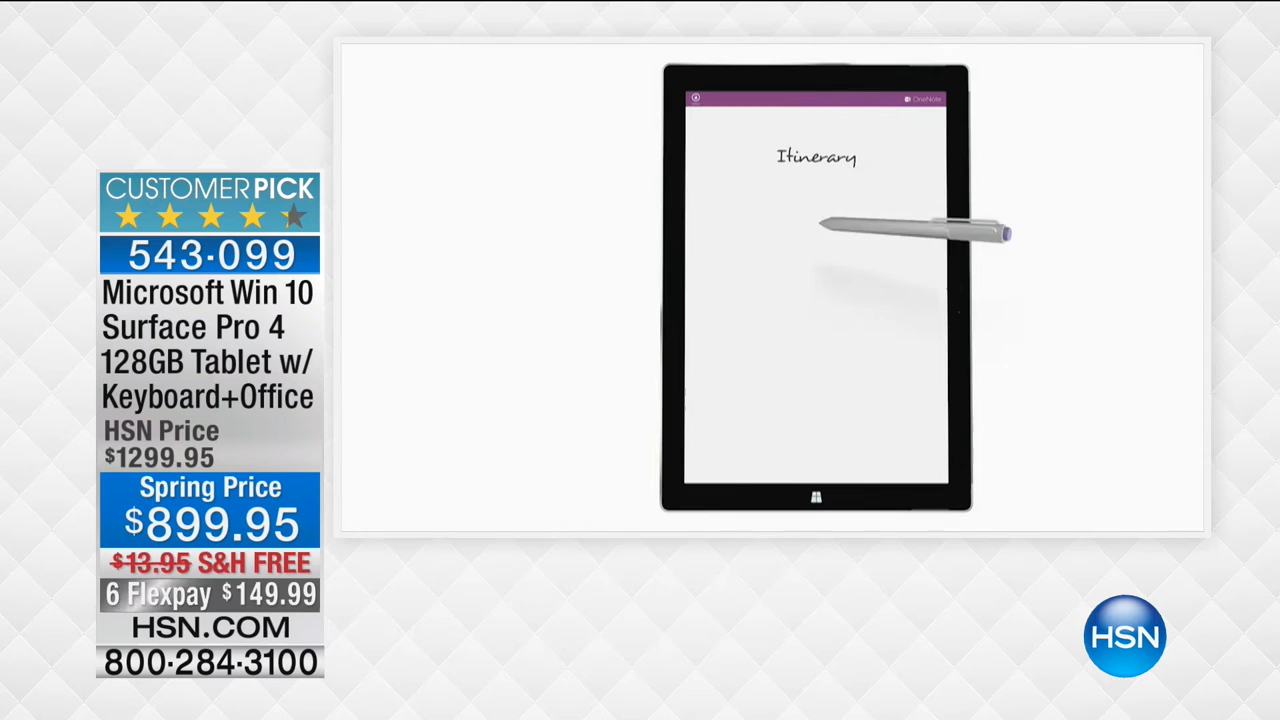 CUSTOMERPICK
543-099
Microsoft Win 10
Surface Pro 4
128GB Tablet w/
Keyboard+Office
HSN Price
$1299.95
Spring Price
$899.95
$13.95 S&H FREE
6 Flexpay $149.99
HSN.COM
800-284-3100
OneNote
Itinerary
HSN